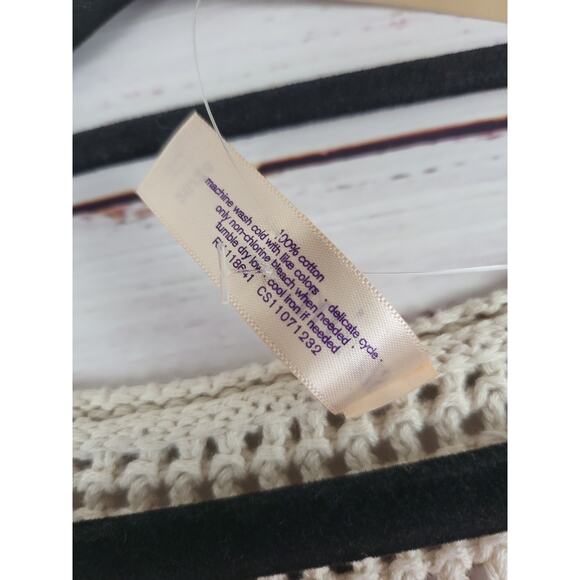 100% cotton
machine wash cold with like colors · delicate cycle ·
only non-chlorine bleach when needed ·
tumble dry low · cool iron if needed
CS11071232